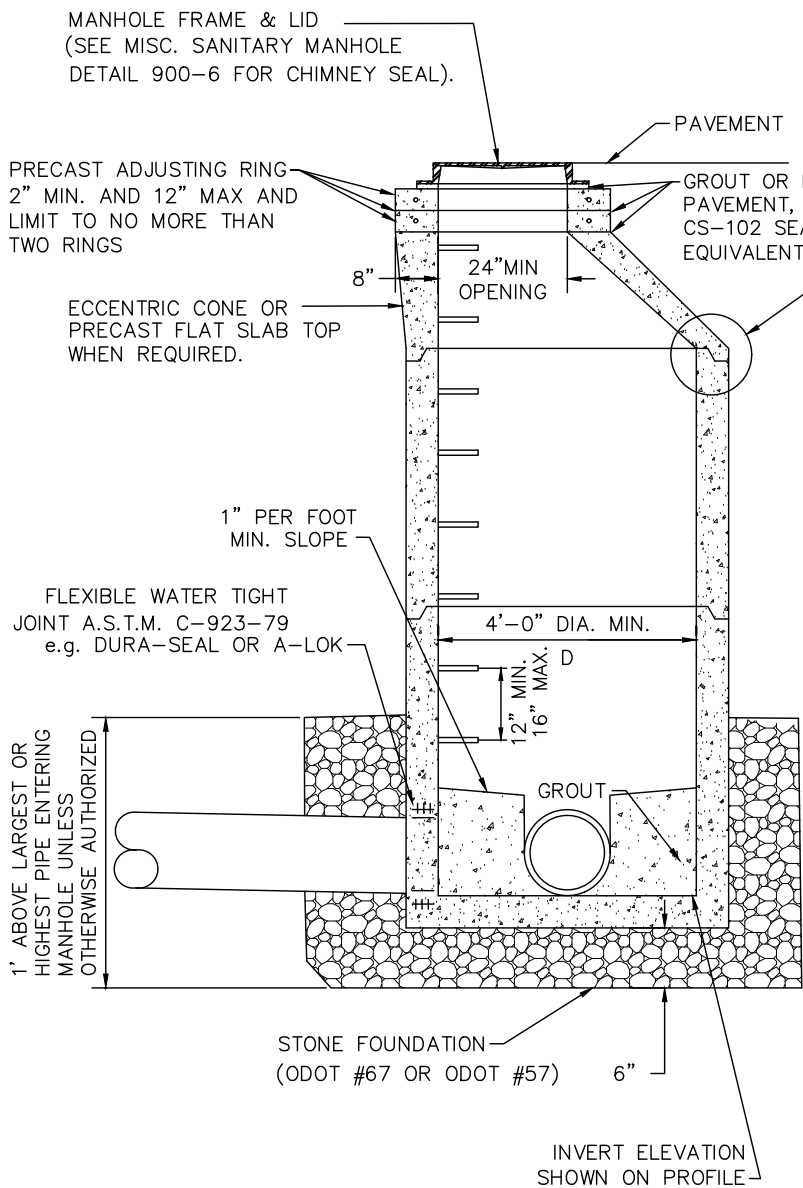 MANHOLE FRAME & LID
(SEE MISC. SANITARY MANHOLE
DETAIL 900-6 FOR CHIMNEY SEAL).
PAVEMENT
PRECAST ADJUSTING RING
2" MIN. AND 12" MAX AND
LIMIT TO NO MORE THAN
TWO RINGS
GROUT OR
PAVEMENT,
CS-102
EQUIVALENT
8"
24"MIN
OPENING
ECCENTRIC CONE OR
PRECAST FLAT SLAB TOP
WHEN REQUIRED.
1" PER FOOT
MIN. SLOPE
FLEXIBLE WATER TIGHT
JOINT A.S.T.M. C-923-79
e.g. DURA-SEAL OR A-LOK
4'-0" DIA. MIN.
D
12" MIN.
16" MAX.
GROUT
1' ABOVE LARGEST OR
HIGHEST PIPE ENTERING
MANHOLE UNLESS
OTHERWISE AUTHORIZED
STONE FOUNDATION
(ODOT #67 OR ODOT #57)
6"
INVERT ELEVATION
SHOWN ON PROFILE